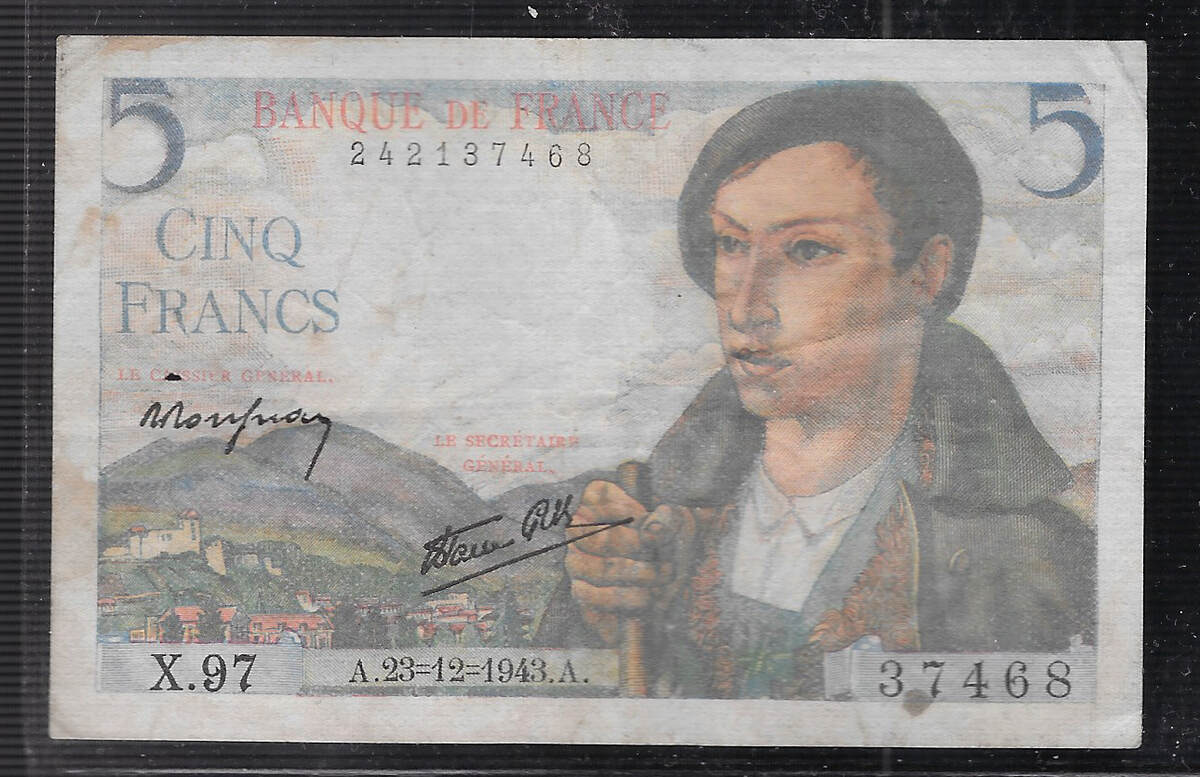 5
BANQUE DE FRANCE
5
242137468
CINQ
FRANCS
LE CAISSIER GÉNÉRAL.
LE SECRÉTAIRE
GÉNÉRAL.
X.97
A.23=12=1943.A.
37468